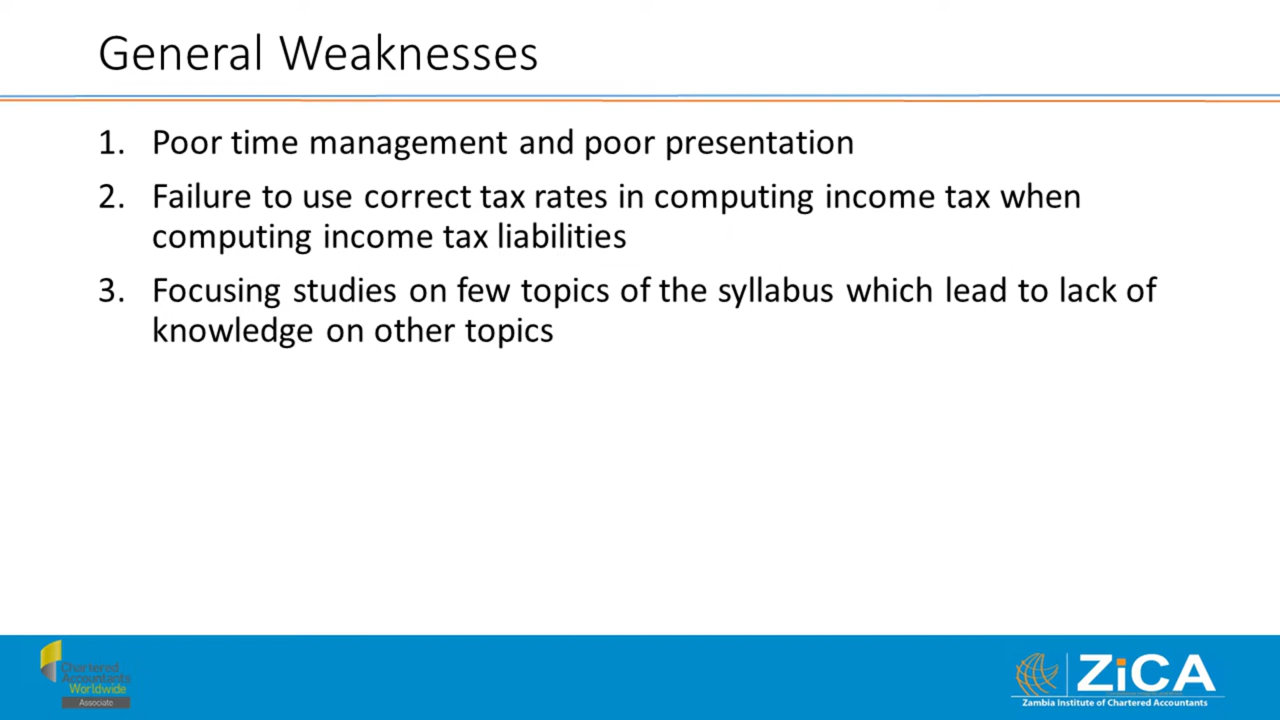 General Weaknesses
1. Poor time management and poor presentation
2. Failure to use correct tax rates in computing income tax when
computing income tax liabilities
3. Focusing studies on few topics of the syllabus which lead to lack of
knowledge on other topics
Chartered
Accountants
Worldwide
Associate
ZiCA
Zambia Institute of Chartered Accountants